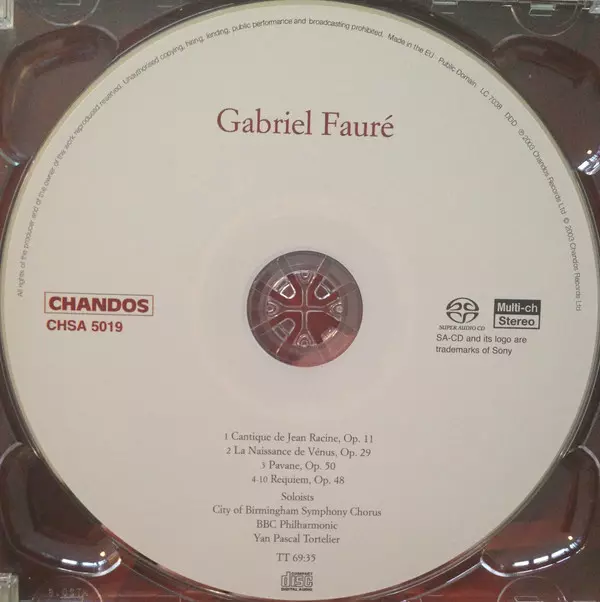 All rights of the producer and of the owner of the work reproduced reserved. Unauthorised copying, hiring, lending, public performance and broadcasting prohibited. Made in the EU · Public Domain LC 7038 DDD ℗ 2003 Chandos Records Ltd © 2003 Chandos Records Ltd
Gabriel Fauré
CHANDOS
CHSA 5019
SUPER AUDIO CD
Multi-ch
Stereo
SA-CD and its logo are
trademarks of Sony
1 Cantique de Jean Racine, Op. 11
2 La Naissance de Vénus, Op. 29
3 Pavane, Op. 50
4-10 Requiem, Op. 48
Soloists
City of Birmingham Symphony Chorus
BBC Philharmonic
Yan Pascal Tortelier
TT 69:35
COMPACT
disc
DIGITAL AUDIO